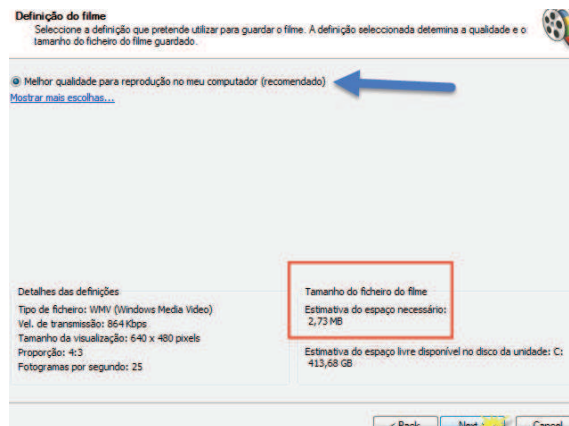 Definição do filme
Seleccione a definição que pretende utilizar para guardar o filme. A definição seleccionada determina a qualidade e o
tamanho do ficheiro do filme guardado.
Melhor qualidade para reprodução no meu computador (recomendado)
Mostrar mais escolhas...
Detalhes das definições
Tipo de ficheiro: WMV (Windows Media Video)
Vel. de transmissão: 864 Kbps
Tamanho da visualização: 640 x 480 pixels
Proporção: 4:3
Fotogramas por segundo: 25
Tamanho do ficheiro do filme
Estimativa do espaço necessário:
2,73 MB
Estimativa do espaço livre disponível no disco da unidade: C:
413,68 GB
< Back Next Cancel